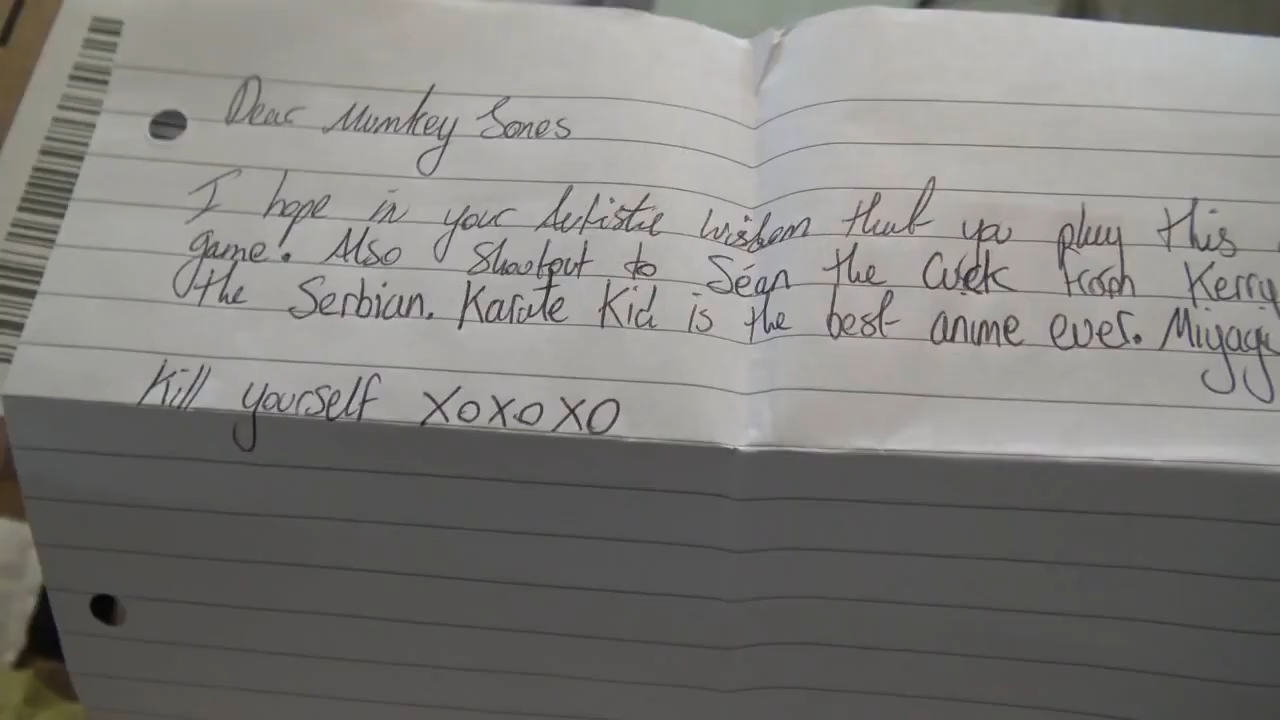 Dear Munkey Sones
I hope in your Autistic wisdom that you play this
game! Also Shoutout to Séan the Cuck from Kerry
the Serbian. Karate Kid is the best anime ever. Miyagi
Kill yourself XOXOXO